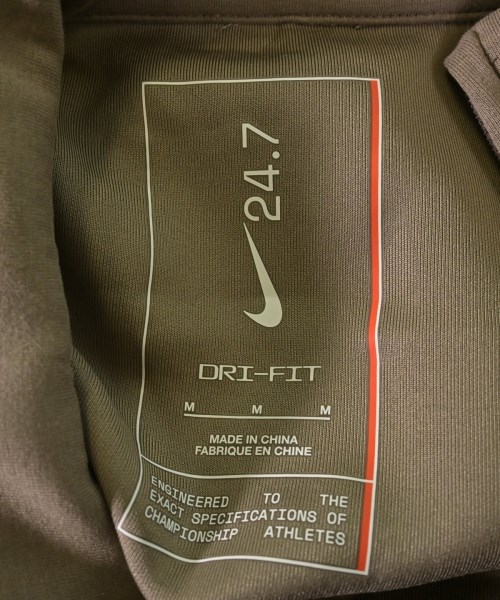 24.7
DRI-FIT
M M M
MADE IN CHINA
FABRIQUE EN CHINE
ENGINEERED TO THE
EXACT SPECIFICATIONS OF
CHAMPIONSHIP ATHLETES